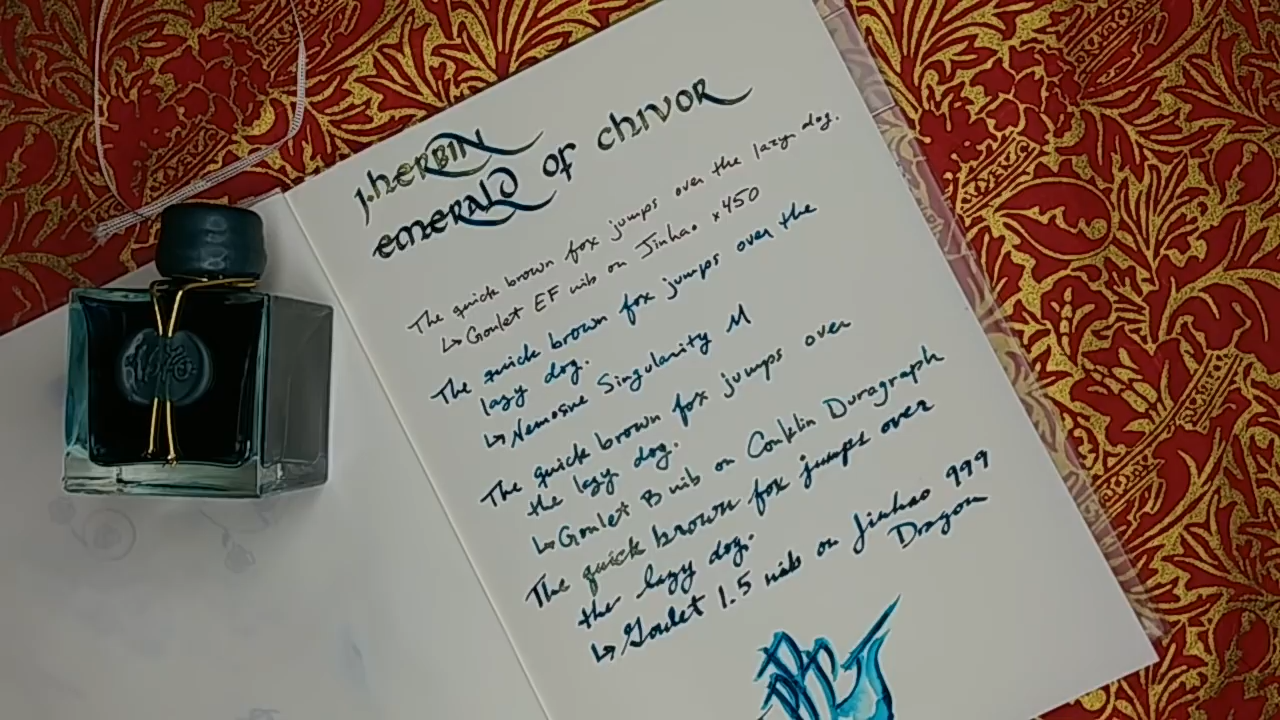 J. Herbin
emerald of chivor
The quick brown fox jumps over the lazy dog.
↳ Goulet EF nib on Jinhao x450
The quick brown fox jumps over the
lazy dog.
↳ Nemosine Singularity M
The quick brown fox jumps over
the lazy dog.
↳ Goulet B nib on Conklin Duragraph
The quick brown fox jumps over
the lazy dog.
↳ Goulet 1.5 nib on Jinhao 999
Dragon